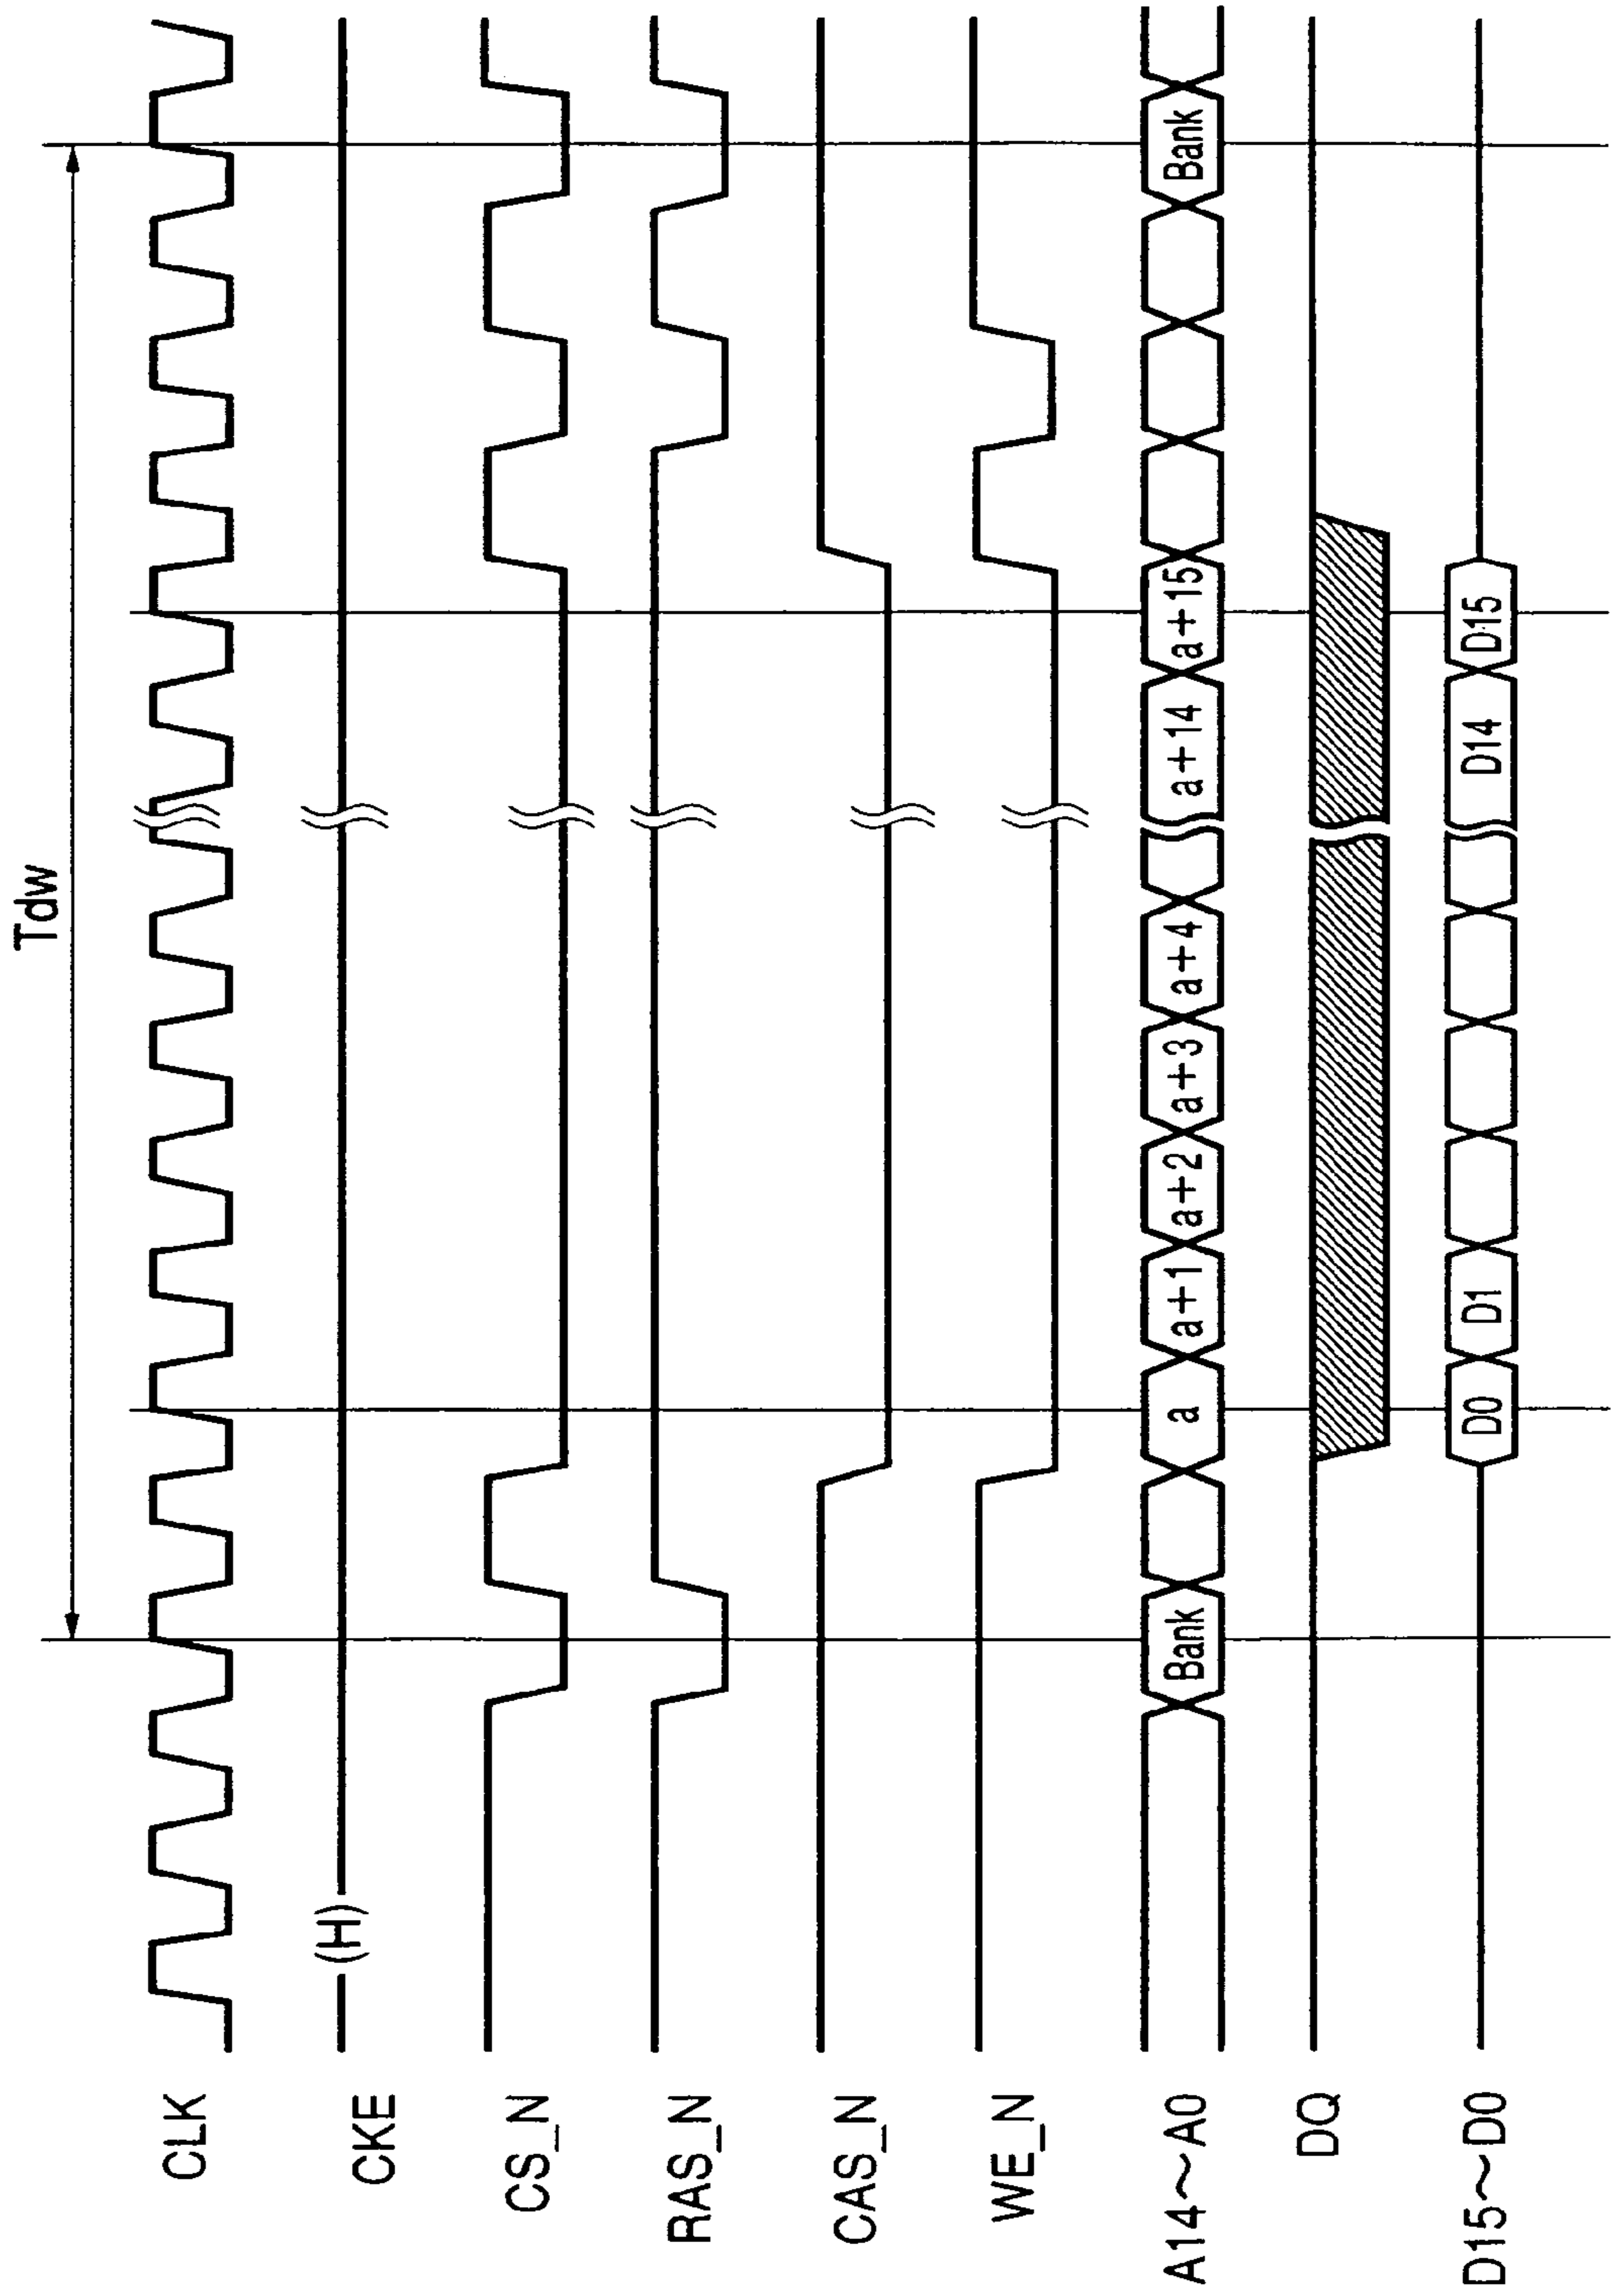 Tdw
CLK
CKE (H)
CS_N
RAS_N
CAS_N
WE_N
A14~A0 Bank a a+1 a+2 a+3 a+4 a+14 a+15 Bank
DQ
D15~D0 D0 D1 D14 D15